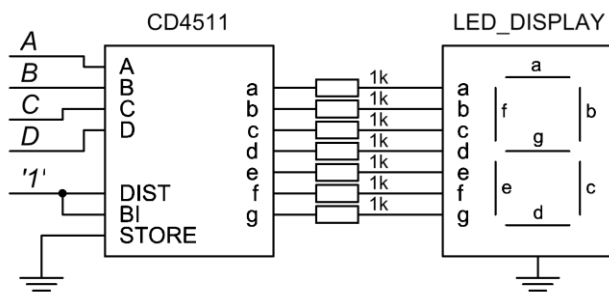 CD4511
LED_DISPLAY
A
B
C
D
'1'
A
B
C
D
DIST
BI
STORE
a
b
c
d
e
f
g
1k
1k
1k
1k
1k
1k
1k
a
b
c
d
e
f
g
a
f
b
g
e
c
d